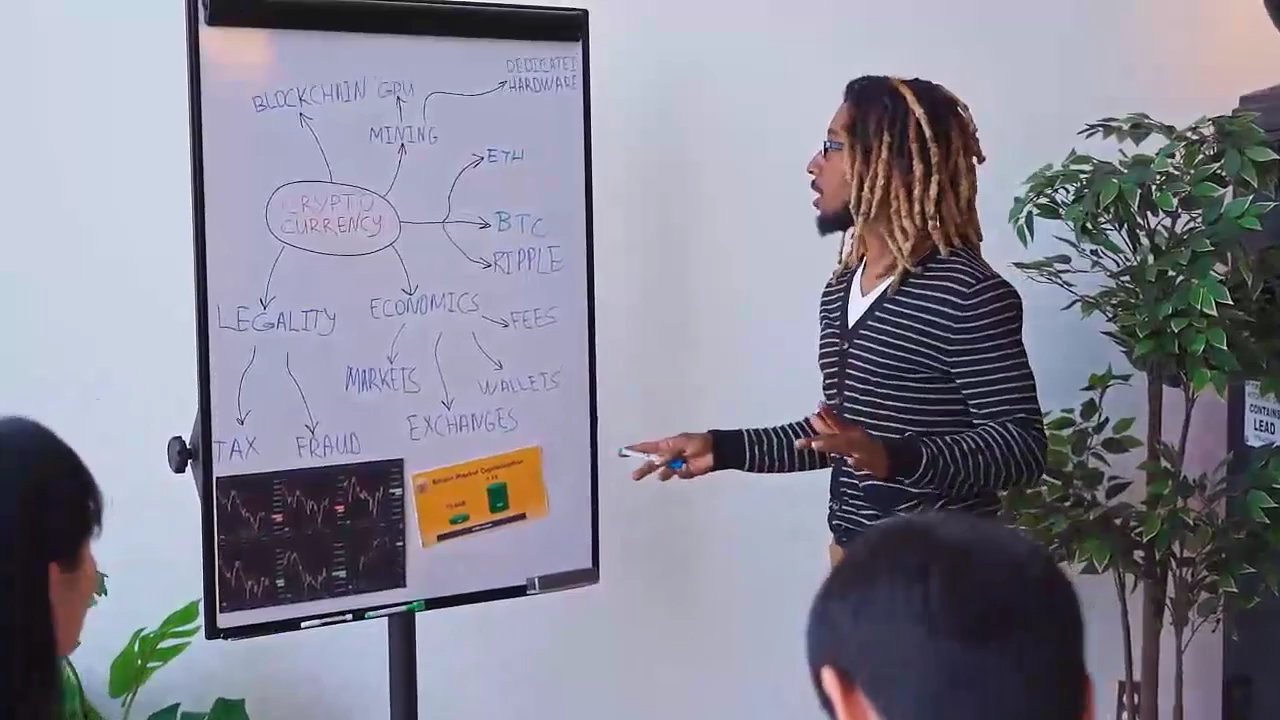 DEDICATED
HARDWARE
BLOCKCHAIN
GPU
MINING
ETH
CRYPTO
CURRENCY
BTC
RIPPLE
LEGALITY
ECONOMICS
FEES
MARKETS
WALLETS
EXCHANGES
TAX
FRAUD
Bitcoin Market Capitalization
CONTAINS
LEAD